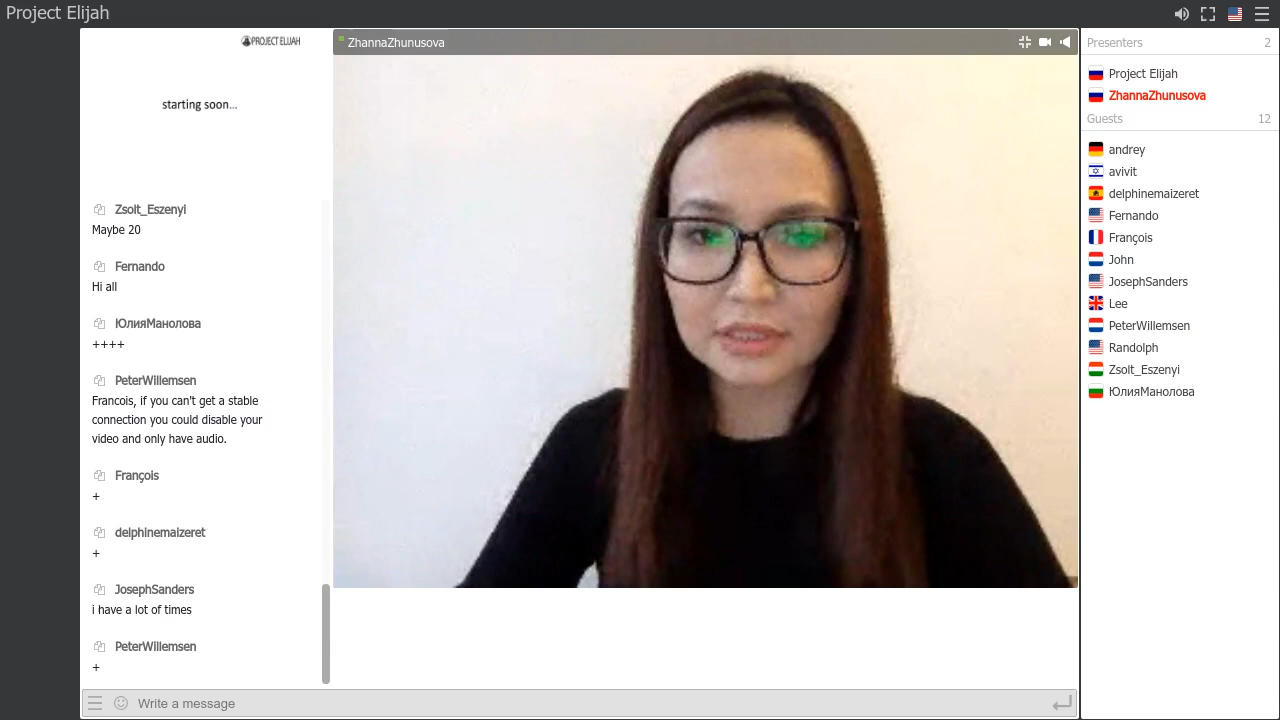 Project Elijah
PROJECT ELIJAH
starting soon...
Zsolt_Eszenyi
Maybe 20
Fernando
Hi all
ЮлияМанолова
++++
PeterWillemsen
Francois, if you can't get a stable
connection you could disable your
video and only have audio.
François
+
delphinemaizeret
+
JosephSanders
i have a lot of times
PeterWillemsen
+
Write a message
ZhannaZhunusova
Presenters 2
Project Elijah
ZhannaZhunusova
Guests 12
andrey
avivit
delphinemaizeret
Fernando
François
John
JosephSanders
Lee
PeterWillemsen
Randolph
Zsolt_Eszenyi
ЮлияМанолова